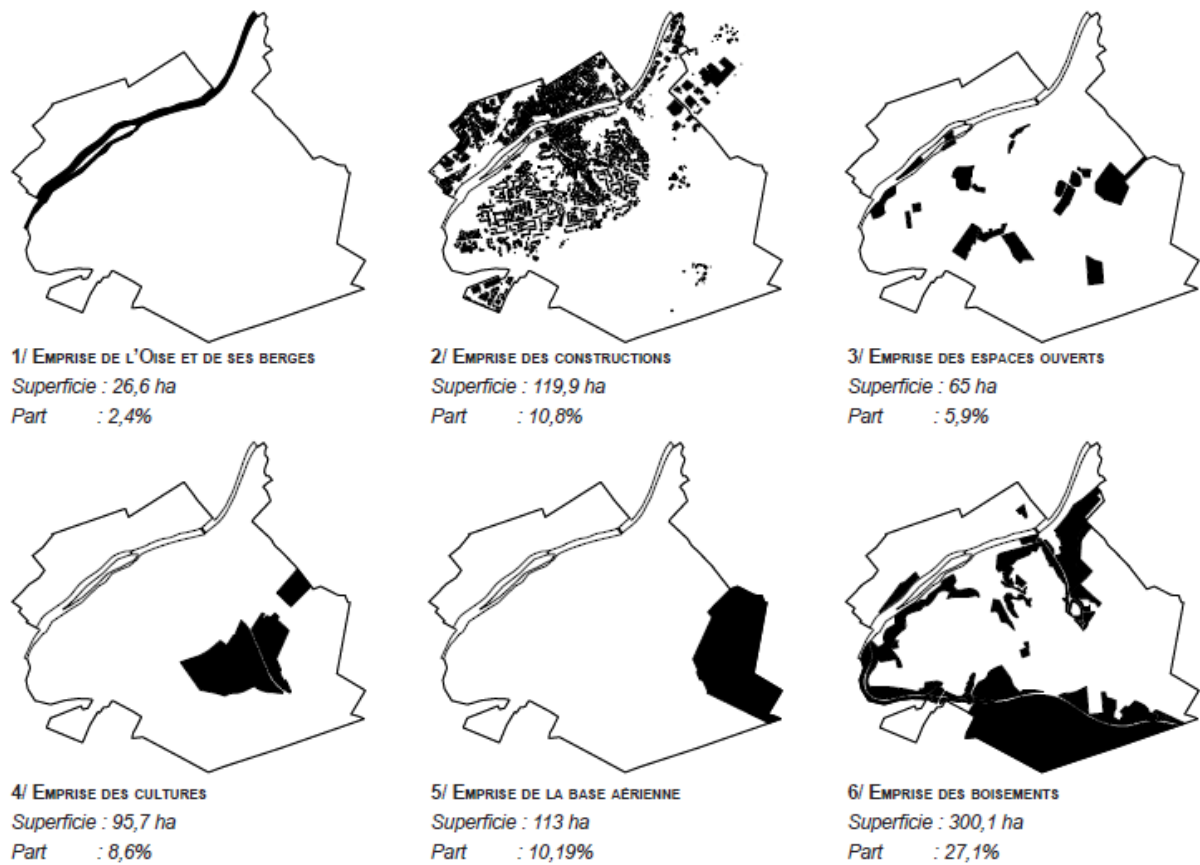 1/ Emprise de l'Oise et de ses berges
Superficie : 26,6 ha
Part : 2,4%
2/ Emprise des constructions
Superficie : 119,9 ha
Part : 10,8%
3/ Emprise des espaces ouverts
Superficie : 65 ha
Part : 5,9%
4/ Emprise des cultures
Superficie : 95,7 ha
Part : 8,6%
5/ Emprise de la base aérienne
Superficie : 113 ha
Part : 10,19%
6/ Emprise des boisements
Superficie : 300,1 ha
Part : 27,1%